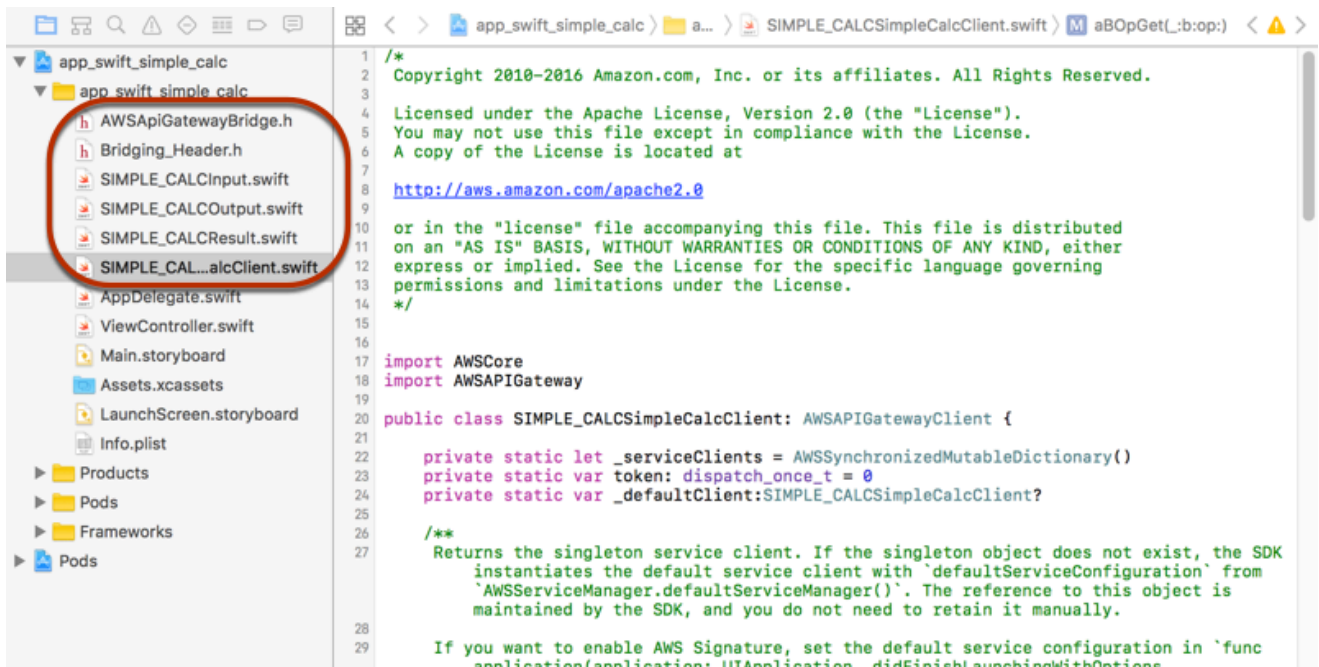 app_swift_simple_calc
a...
SIMPLE_CALCSimpleCalcClient.swift
M
aBOpGet(_:b:op:)
app_swift_simple_calc
app_swift_simple_calc
h AWSApiGatewayBridge.h
h Bridging_Header.h
SIMPLE_CALCInput.swift
SIMPLE_CALCOutput.swift
SIMPLE_CALCResult.swift
SIMPLE_CAL...alcClient.swift
AppDelegate.swift
ViewController.swift
Main.storyboard
Assets.xcassets
LaunchScreen.storyboard
Info.plist
Products
Pods
Frameworks
Pods
1 /*
2 Copyright 2010-2016 Amazon.com, Inc. or its affiliates. All Rights Reserved.
3
4 Licensed under the Apache License, Version 2.0 (the "License").
5 You may not use this file except in compliance with the License.
6 A copy of the License is located at
7
8 http://aws.amazon.com/apache2.0
9
10 or in the "license" file accompanying this file. This file is distributed
11 on an "AS IS" BASIS, WITHOUT WARRANTIES OR CONDITIONS OF ANY KIND, either
12 express or implied. See the License for the specific language governing
13 permissions and limitations under the License.
14 */
15
16
17 import AWSCore
18 import AWSAPIGateway
19
20 public class SIMPLE_CALCSimpleCalcClient: AWSAPIGatewayClient {
21
22 private static let _serviceClients = AWSSynchronizedMutableDictionary()
23 private static var token: dispatch_once_t = 0
24 private static var _defaultClient:SIMPLE_CALCSimpleCalcClient?
25
26 /**
27 Returns the singleton service client. If the singleton object does not exist, the SDK
instantiates the default service client with `defaultServiceConfiguration` from
`AWSServiceManager.defaultServiceManager()`. The reference to this object is
maintained by the SDK, and you do not need to retain it manually.
28
29 If you want to enable AWS Signature, set the default service configuration in `func
application(application: UIApplication, didFinishLaunchingWithOptions